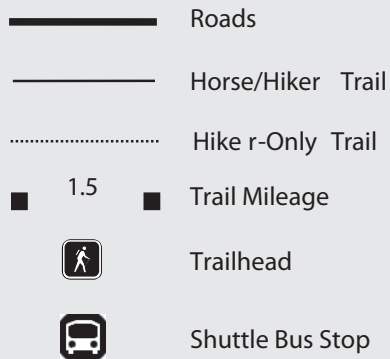 Roads
Horse/Hiker Trail
Hike r-Only Trail
1.5 Trail Mileage
Trailhead
Shuttle Bus Stop